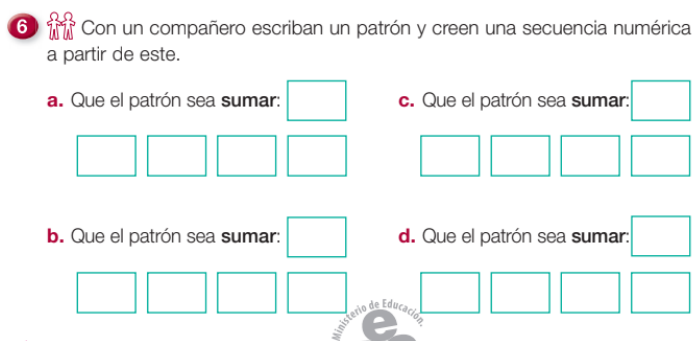 6 Con un compañero escriban un patrón y creen una secuencia numérica
a partir de este.
a. Que el patrón sea sumar:
c. Que el patrón sea sumar:
b. Que el patrón sea sumar:
d. Que el patrón sea sumar:
Ministerio de Educación.